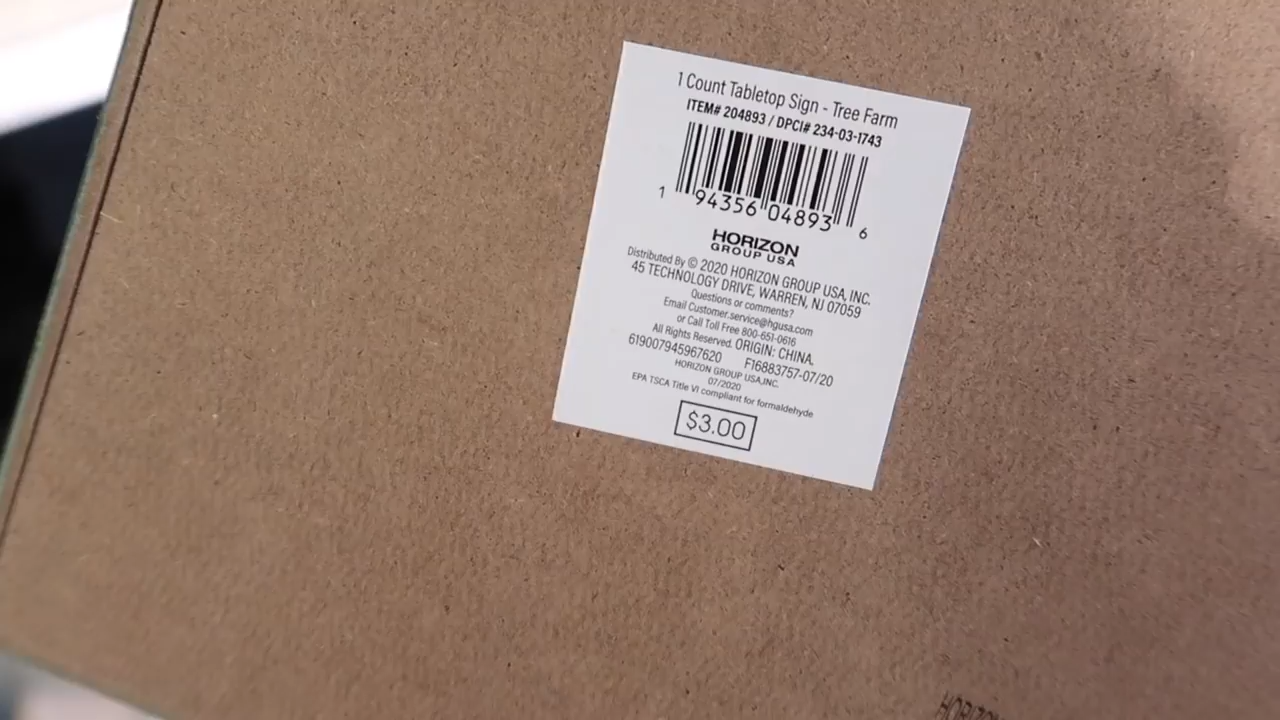 1 Count Tabletop Sign - Tree Farm
ITEM# 204893 / DPCI# 234-03-1743
1 94356 04893 6
HORIZON
GROUP USA
Distributed By © 2020 HORIZON GROUP USA, INC.
45 TECHNOLOGY DRIVE, WARREN, NJ 07059
Questions or comments?
Email Customer.service@hgusa.com
or Call Toll Free 800-651-0616
All Rights Reserved. ORIGIN: CHINA.
619007945967620 F16883757-07/20
HORIZON GROUP USA,INC.
07/2020
EPA TSCA Title VI compliant for formaldehyde
$3.00
HORIZON